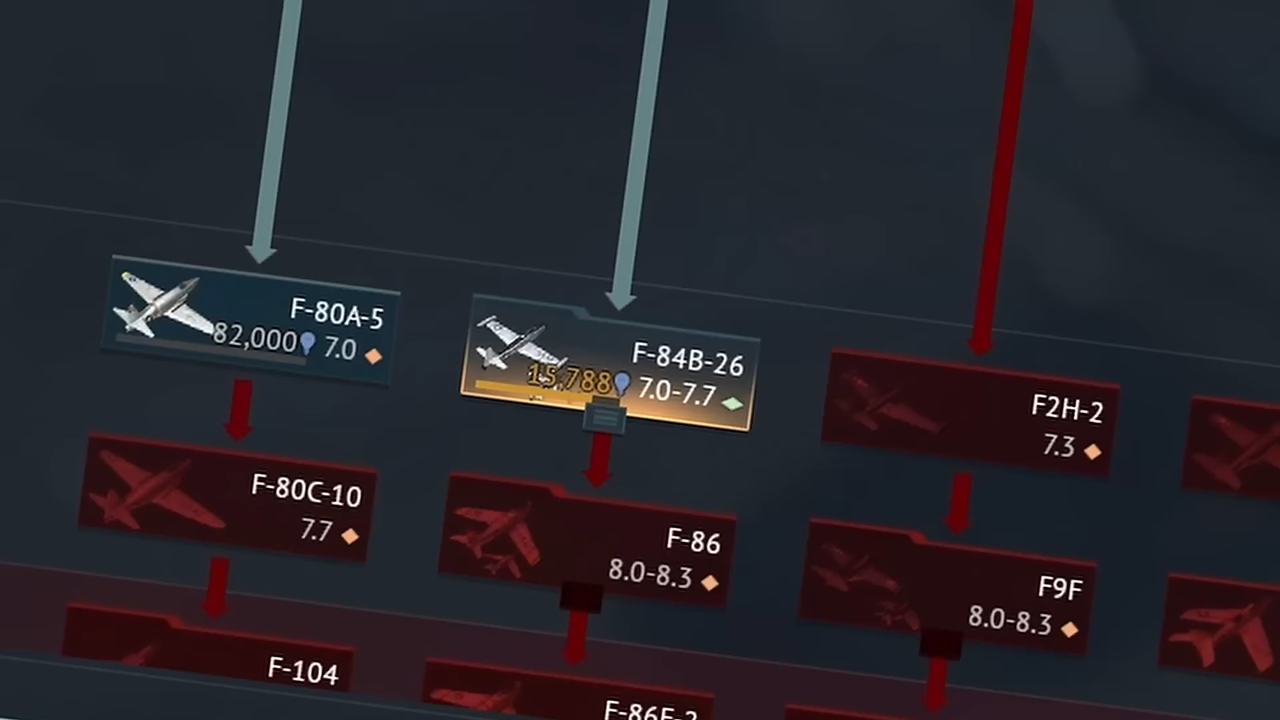 F-80A-5
82,000 7.0
F-84B-26
15,788 7.0-7.7
F2H-2
7.3
F-80C-10
7.7
F-86
8.0-8.3
F9F
8.0-8.3
F-104